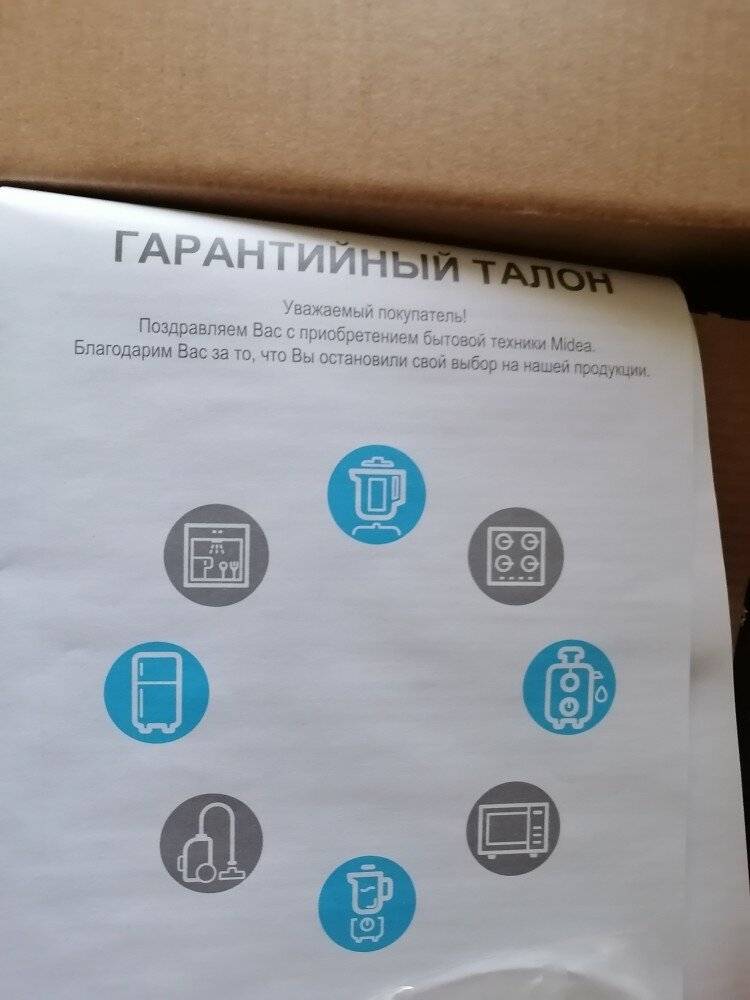 ГАРАНТИЙНЫЙ ТАЛОН
Уважаемый покупатель!
Поздравляем Вас с приобретением бытовой техники Midea.
Благодарим Вас за то, что Вы остановили свой выбор на нашей продукции.